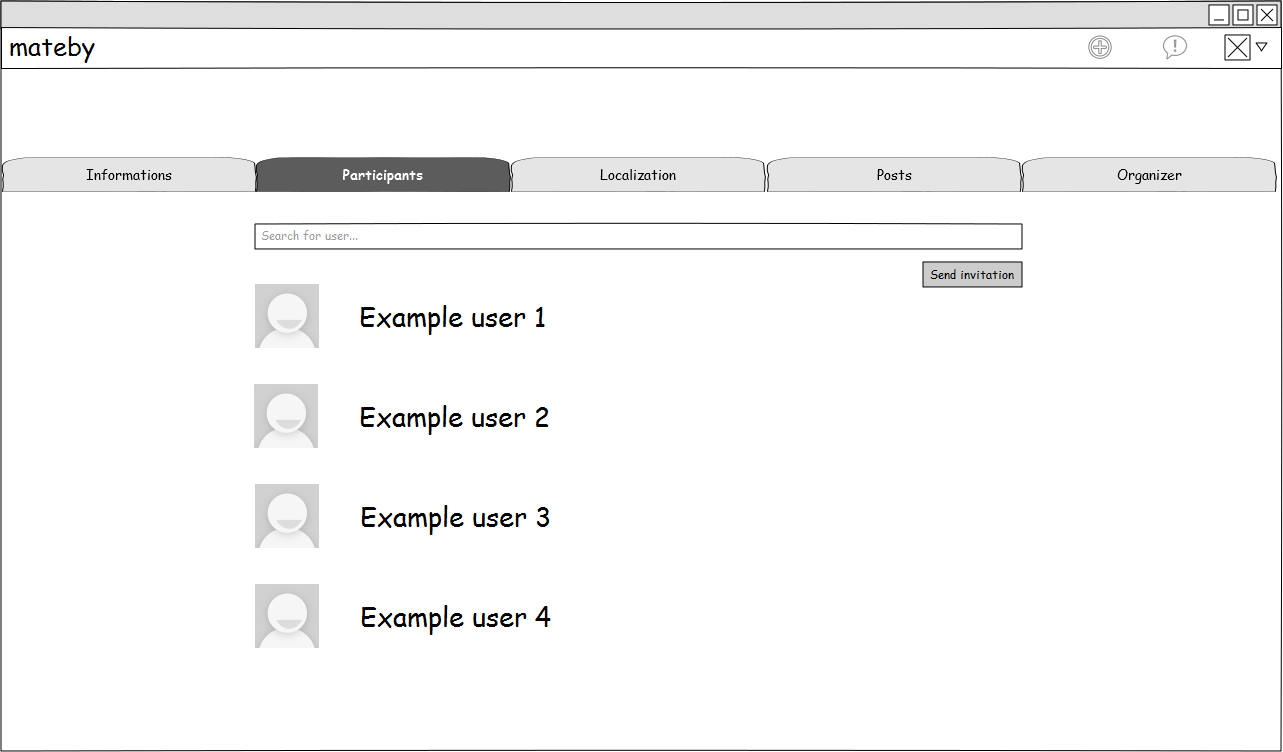 mateby
Informations
Participants
Localization
Posts
Organizer
Search for user...
Send invitation
Example user 1
Example user 2
Example user 3
Example user 4